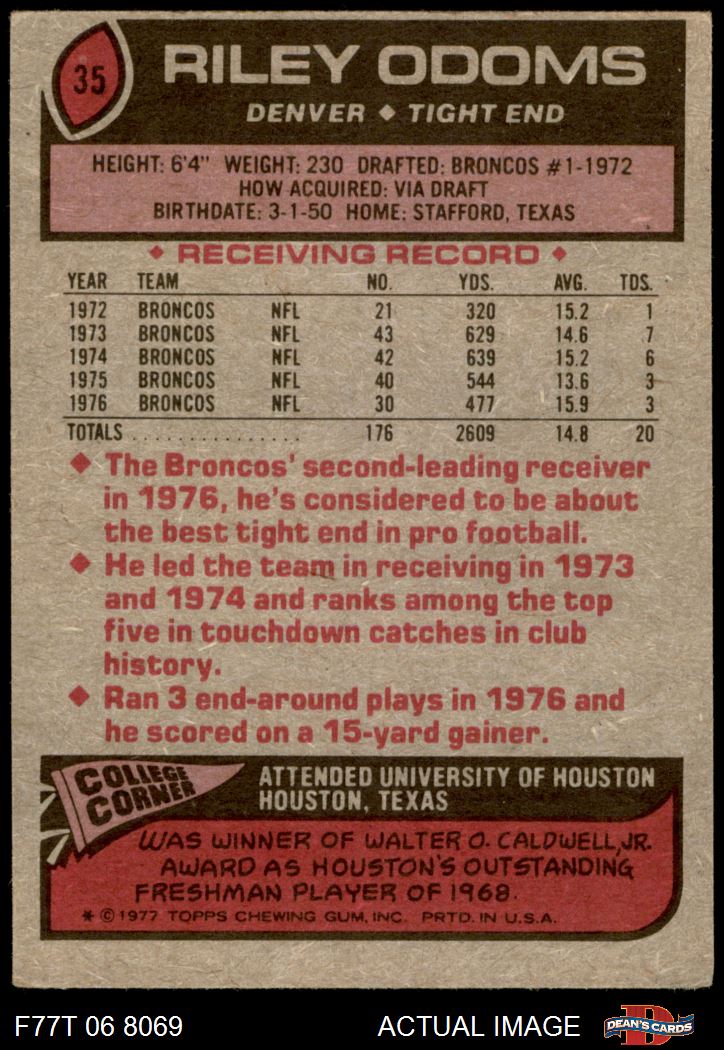 35
RILEY ODOMS
DENVER ◆ TIGHT END
HEIGHT: 6'4" WEIGHT: 230 DRAFTED: BRONCOS #1-1972
HOW ACQUIRED: VIA DRAFT
BIRTHDATE: 3-1-50 HOME: STAFFORD, TEXAS
◆ RECEIVING RECORD ◆
YEAR TEAM NO. YDS. AVG. TDS.
1972 BRONCOS NFL 21 320 15.2 1
1973 BRONCOS NFL 43 629 14.6 7
1974 BRONCOS NFL 42 639 15.2 6
1975 BRONCOS NFL 40 544 13.6 3
1976 BRONCOS NFL 30 477 15.9 3
TOTALS ................ 176 2609 14.8 20
◆ The Broncos' second-leading receiver
in 1976, he's considered to be about
the best tight end in pro football.
◆ He led the team in receiving in 1973
and 1974 and ranks among the top
five in touchdown catches in club
history.
◆ Ran 3 end-around plays in 1976 and
he scored on a 15-yard gainer.
COLLEGE
CORNER
ATTENDED UNIVERSITY OF HOUSTON
HOUSTON, TEXAS
WAS WINNER OF WALTER O. CALDWELL, JR.
AWARD AS HOUSTON'S OUTSTANDING
FRESHMAN PLAYER OF 1968.
* © 1977 TOPPS CHEWING GUM, INC. PRTD. IN U.S.A.
F77T 06 8069 ACTUAL IMAGE
D
DEAN'S CARDS